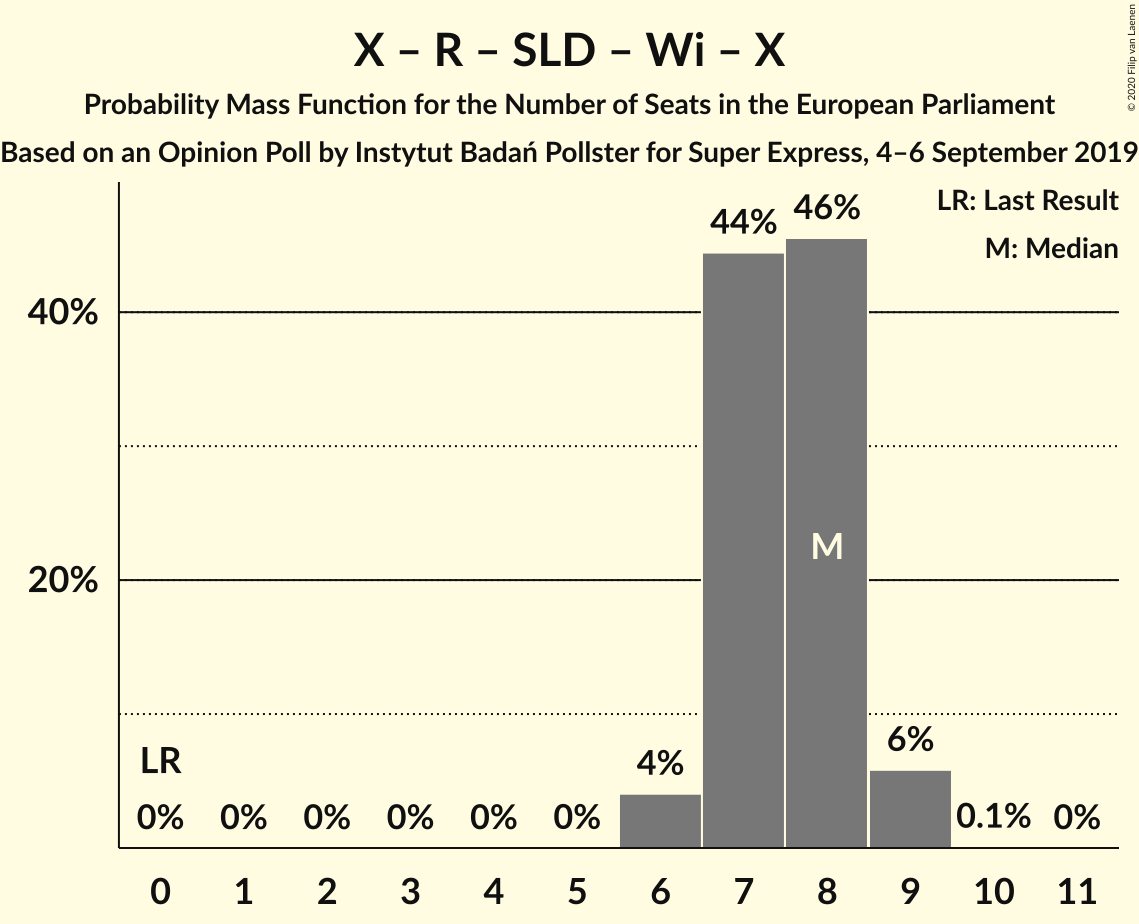 X – R – SLD – Wi – X
Probability Mass Function for the Number of Seats in the European Parliament
Based on an Opinion Poll by Instytut Badań Pollster for Super Express, 4–6 September 2019
© 2020 Filip van Laenen
LR: Last Result
M: Median
44% 46%
40%
M
20%
LR
4% 6%
0% 0% 0% 0% 0% 0% 0.1% 0%
0 1 2 3 4 5 6 7 8 9 10 11